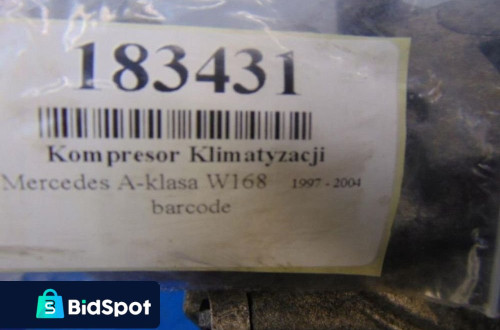 183431
Kompresor Klimatyzacji
Mercedes A-klasa W168 1997 - 2004
barcode
BidSpot